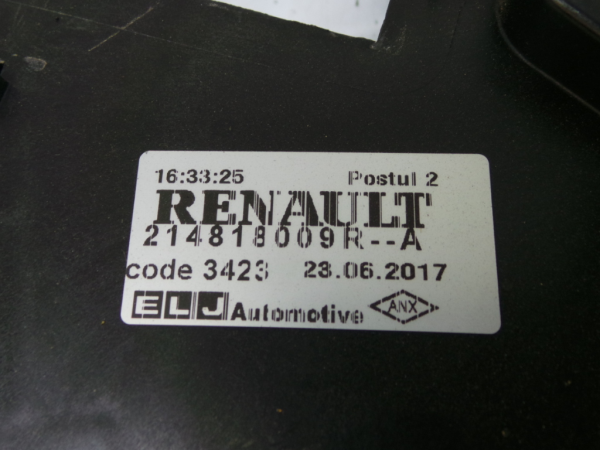 16:33:25 Postul 2
RENAULT
214818009R--A
code 3423 23.06.2017
ELJ Automotive ANX